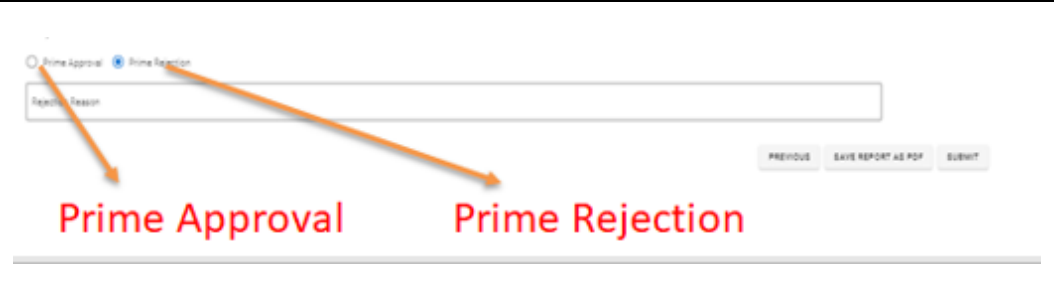 Prime Approval Prime Rejection
Rejection Reason
PREVIOUS SAVE REPORT AS PDF SUBMIT
Prime Approval Prime Rejection